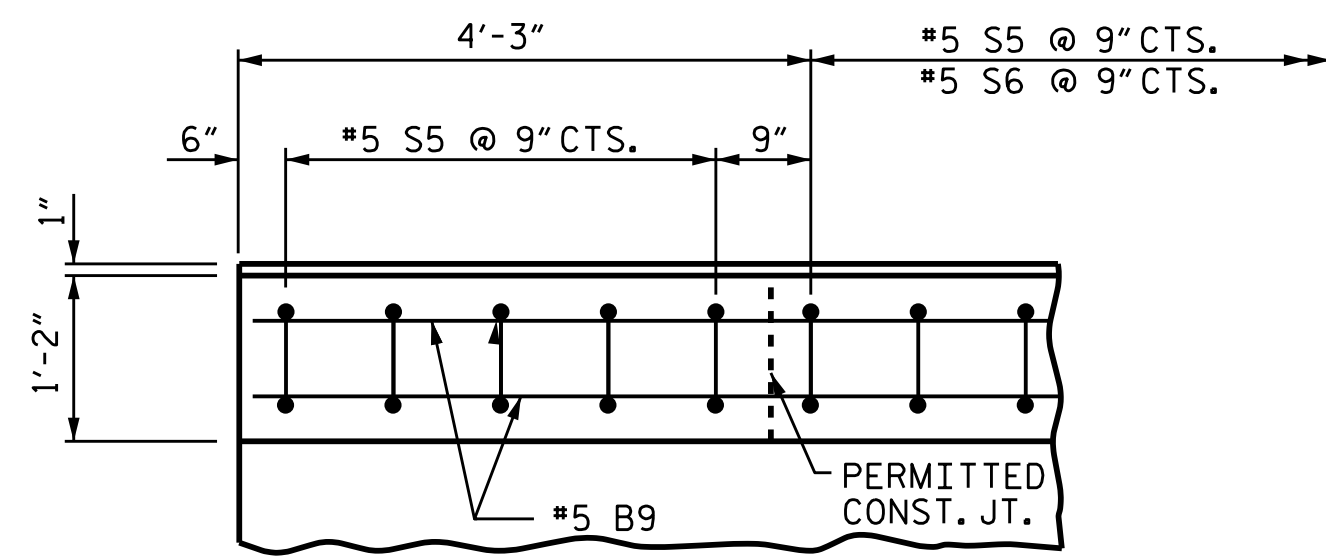 4'-3"
#5 S5 @ 9"CTS.
#5 S6 @ 9"CTS.
6"
#5 S5 @ 9"CTS.
9"
1"
1'-2"
PERMITTED
CONST. JT.
#5 B9